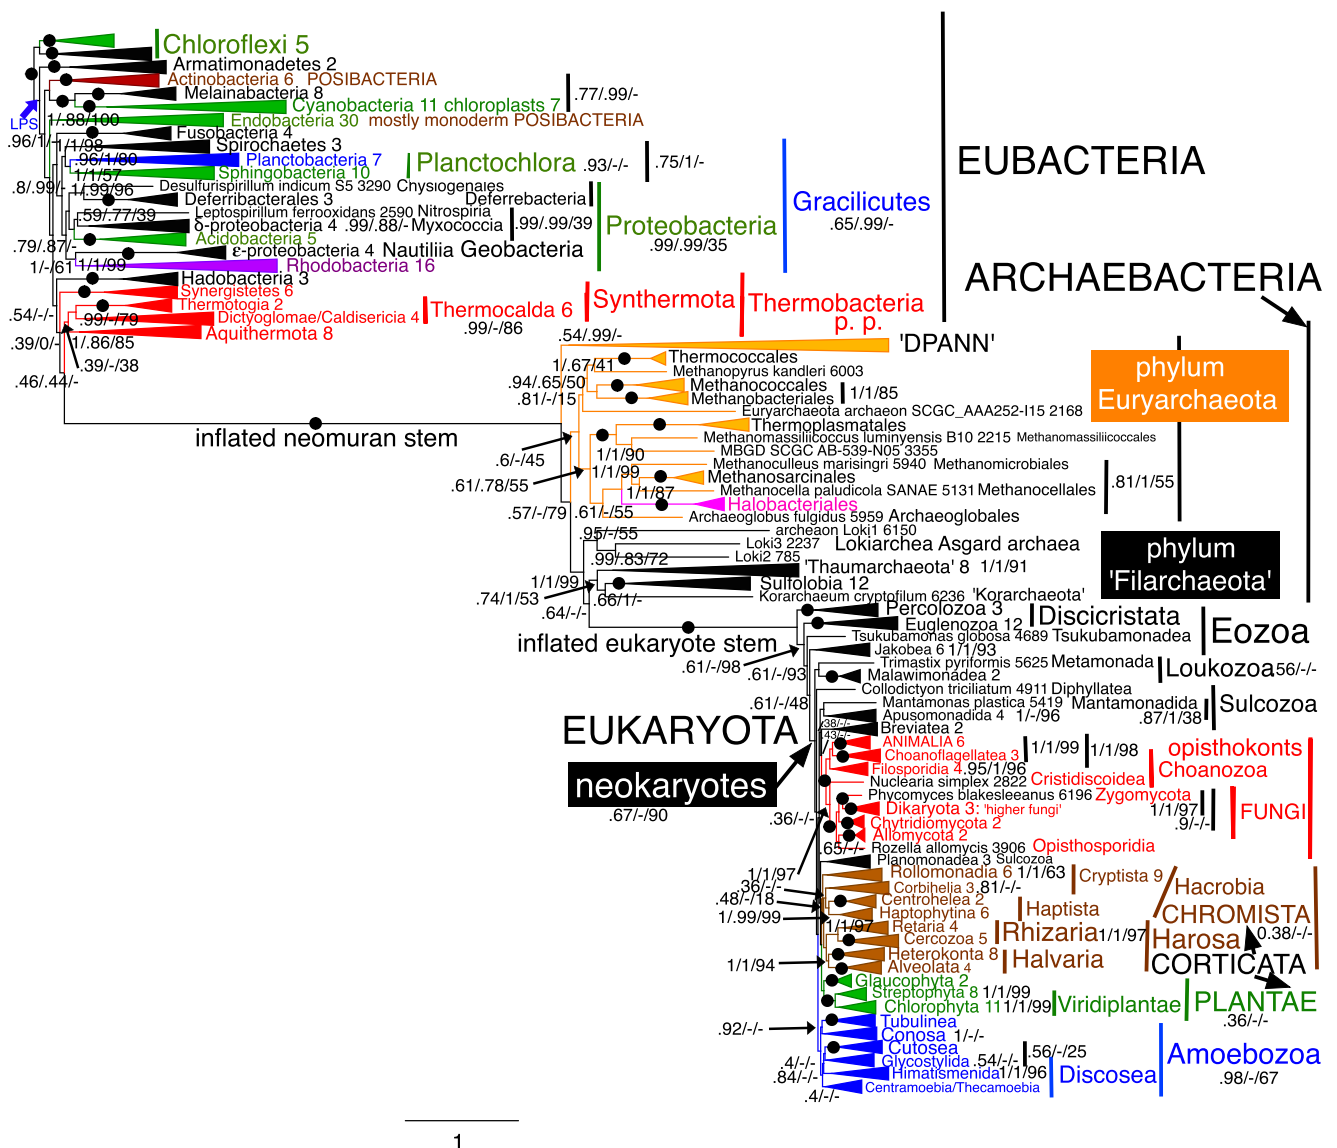 Chloroflexi 5
Armatimonadetes 2
Actinobacteria 6 POSIBACTERIA
Melainabacteria 8
.77/.99/-
Cyanobacteria 11 chloroplasts 7
LPS
1/.88/100
Endobacteria 30 mostly monoderm POSIBACTERIA
Fusobacteria 4
.96/1/-
1/1/98
Spirochaetes 3
.96/1/80
Planctobacteria 7
Planctochlora
.93/-/-
.75/1/-
EUBACTERIA
1/1/57
Sphingobacteria 10
.8/.99/-
1/.99/96
Desulfurispirillum indicum S5 3290 Chysiogenales
Deferribacterales 3
Deferrebacteria
Gracilicutes
.65/.99/-
.59/.77/39
Leptospirillum ferrooxidans 2590 Nitrospiria
δ-proteobacteria 4 .99/.88/- Myxococcia
.99/.99/39
Proteobacteria
.99/.99/35
Acidobacteria 5
.79/.87/-
ε-proteobacteria 4 Nautiliia Geobacteria
1/-/61
1/1/99
Rhodobacteria 16
Hadobacteria 3
ARCHAEBACTERIA
Synergistetes 6
Thermotogia 2
Thermocalda 6
.99/-/86
Synthermota
Thermobacteria
p. p.
.54/-/-
.99/-/79
Dictyoglomae/Caldisericia 4
Aquithermota 8
.39/0/-
1/.86/85
.39/-/38
.46/.44/-
.54/.99/-
'DPANN'
Thermococcales
1/.67/41
Methanopyrus kandleri 6003
phylum
Euryarchaeota
.94/.65/50
Methanococcales
1/1/85
.81/-/15
Methanobacteriales
Euryarchaeota archaeon SCGC_AAA252-I15 2168
Thermoplasmatales
inflated neomuran stem
Methanomassiliicoccus luminyensis B10 2215 Methanomassiliicoccales
.6/-/45
1/1/90
MBGD SCGC AB-539-N05 3355
Methanoculleus marisingri 5940 Methanomicrobiales
1/1/99
Methanosarcinales
.81/1/55
.61/.78/55
1/1/87
Methanocella paludicola SANAE 5131 Methanocellales
Halobacteriales
.57/-/79
.61/-/55
Archaeoglobus fulgidus 5959 Archaeoglobales
.95/-/55
archeaon Loki1 6150
Loki3 2237
Lokiarchea Asgard archaea
.99/.83/72
Loki2 785
phylum
'Filarchaeota'
'Thaumarchaeota' 8 1/1/91
1/1/99
Sulfolobia 12
.74/1/53
.66/1/-
Korarchaeum cryptofilum 6236 'Korarchaeota'
.64/-/-
Percolozoa 3
Euglenozoa 12
Discicristata
Eozoa
inflated eukaryote stem
Tsukubamonas globosa 4689 Tsukubamonadea
Jakobea 6 1/1/93
.61/-/98
.61/-/93
Trimastix pyriformis 5625 Metamonada
Malawimonadea 2
Loukozoa
.56/-/-
.61/-/48
Collodictyon triciliatum 4911 Diphyllatea
Mantamonas plastica 5419 Mantamonadida
Apusomonadida 4 1/-/96
.87/1/38
Sulcozoa
.38/-/-
Breviatea 2
.43/-/-
EUKARYOTA
neokaryotes
.67/-/90
ANIMALIA 6
Choanoflagellatea 3
1/1/99
1/1/98
opisthokonts
Choanozoa
Filosporidia 4 .95/1/96
Nuclearia simplex 2822 Cristidiscoidea
Phycomyces blakesleeanus 6196 Zygomycota
Dikaryota 3: 'higher fungi'
1/1/97
FUNGI
.36/-/-
Chytridiomycota 2
.9/-/-
Allomycota 2
.65/-/-
Rozella allomycis 3906 Opisthosporidia
Planomonadea 3 Sulcozoa
1/1/97
Rollomonadia 6 1/1/63
Cryptista 9
.36/-/-
Corbihelia 3 .81/-/-
Hacrobia
.48/-/18
Centrohelea 2
Haptista
1/.99/99
Haptophytina 6
CHROMISTA
0.38/-/-
1/1/97
Retaria 4
Cercozoa 5
Rhizaria 1/1/97
Harosa
Heterokonta 8
Halvaria
1/1/94
Alveolata 4
CORTICATA
Glaucophyta 2
Streptophyta 8 1/1/99
Chlorophyta 11 1/1/99
Viridiplantae
PLANTAE
.36/-/-
.92/-/-
Tubulinea
Conosa 1/-/-
Cutosea
.56/-/25
Amoebozoa
.98/-/67
.4/-/-
Glycostylida .54/-/-
.84/-/-
Himatismenida 1/1/96
Discosea
Centramoebia/Thecamoebia
.4/-/-
1